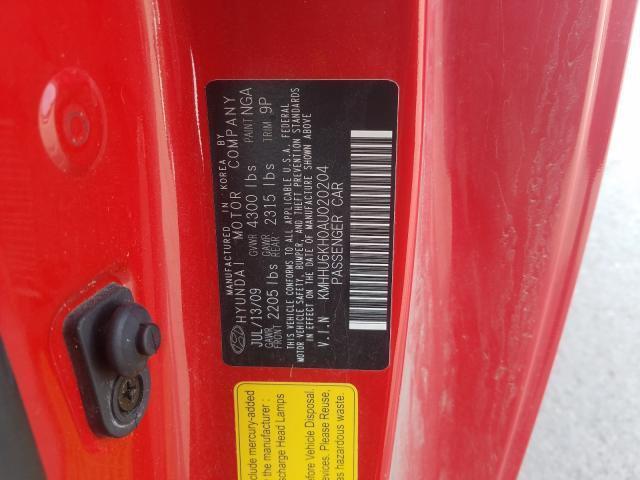 MANUFACTURED IN KOREA BY
HYUNDAI MOTOR COMPANY
JUL/13/09 GVWR 4300 lbs PAINT NGA
GAWR FRONT 2205 lbs GAWR REAR 2315 lbs TRIM 9P
THIS VEHICLE CONFORMS TO ALL APPLICABLE U.S.A. FEDERAL
MOTOR VEHICLE SAFETY, BUMPER, AND THEFT PREVENTION STANDARDS
IN EFFECT ON THE DATE OF MANUFACTURE SHOWN ABOVE
V.I.N KMHHU6KH0AU020204
PASSENGER CAR
clude mercury-added
the manufacturer :
scharge Head Lamps
efore Vehicle Disposal.
evices. Please Reuse,
as hazardous waste.